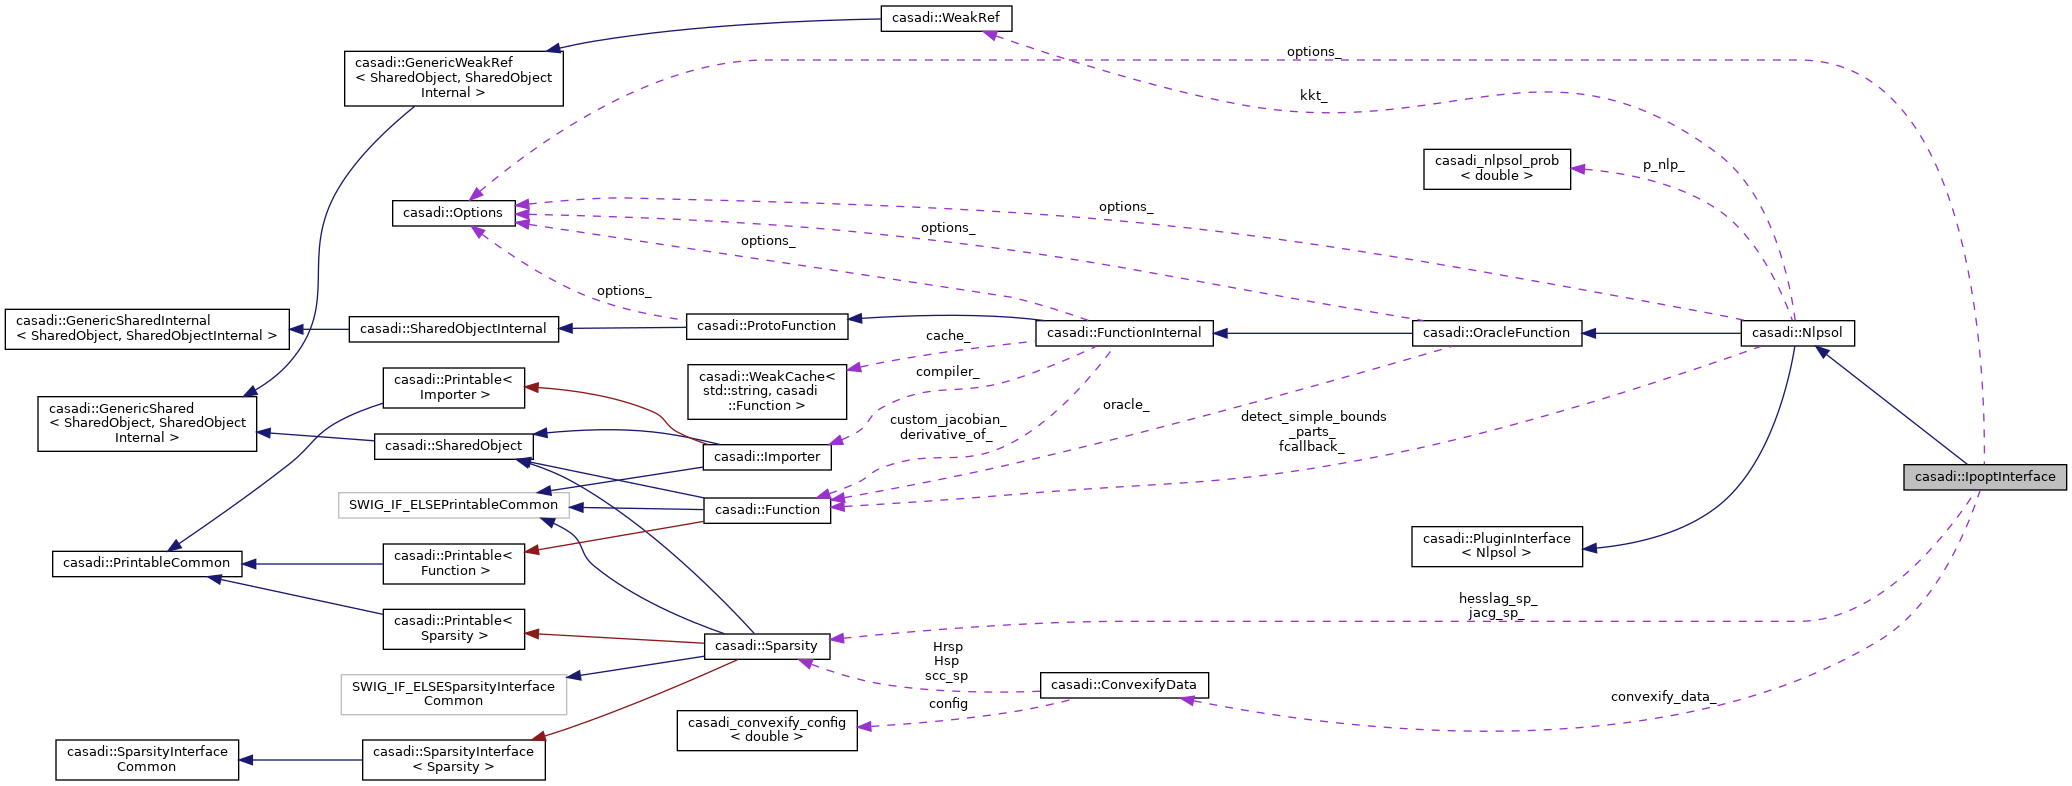 casadi::WeakRef
options_
casadi::GenericWeakRef
< SharedObject, SharedObject
Internal >
kkt_
casadi_nlpsol_prob
< double >
p_nlp_
casadi::Options
options_
options_
options_
options_
casadi::GenericSharedInternal
< SharedObject, SharedObjectInternal >
casadi::SharedObjectInternal
casadi::ProtoFunction
casadi::FunctionInternal
casadi::OracleFunction
casadi::Nlpsol
cache_
casadi::WeakCache<
std::string, casadi
::Function >
compiler_
casadi::Printable<
Importer >
casadi::GenericShared
< SharedObject, SharedObject
Internal >
custom_jacobian_
derivative_of_
oracle_
detect_simple_bounds
_parts_
fcallback_
casadi::SharedObject
casadi::Importer
casadi::IpoptInterface
SWIG_IF_ELSEPrintableCommon
casadi::Function
casadi::PluginInterface
< Nlpsol >
casadi::PrintableCommon
casadi::Printable<
Function >
hesslag_sp_
jacg_sp_
casadi::Printable<
Sparsity >
casadi::Sparsity
Hrsp
Hsp
scc_sp
casadi::ConvexifyData
convexify_data_
SWIG_IF_ELSESparsityInterface
Common
config
casadi_convexify_config
< double >
casadi::SparsityInterface
Common
casadi::SparsityInterface
< Sparsity >